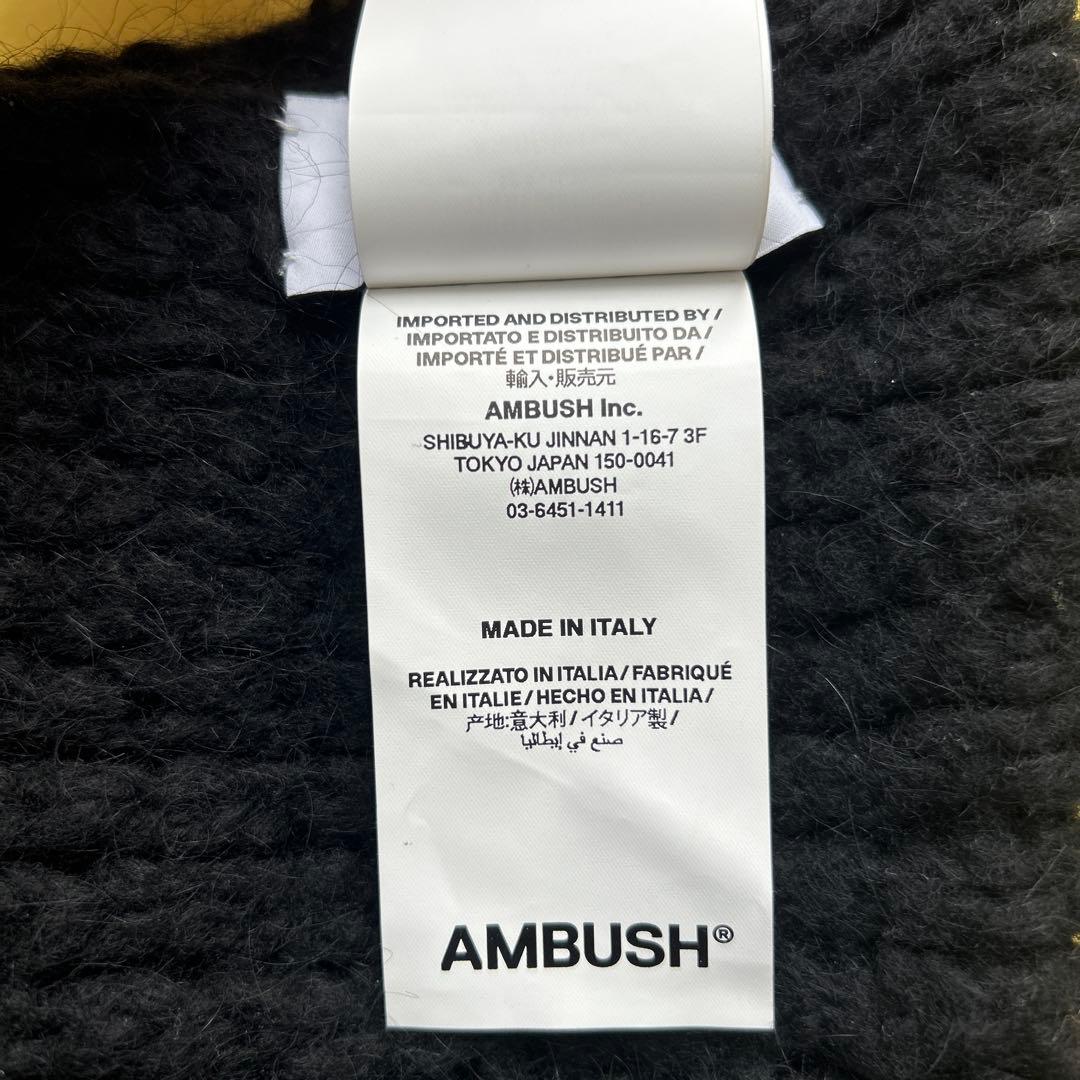 IMPORTED AND DISTRIBUTED BY /
IMPORTATO E DISTRIBUITO DA /
IMPORTÉ ET DISTRIBUÉ PAR /
輸入・販売元
AMBUSH Inc.
SHIBUYA-KU JINNAN 1-16-7 3F
TOKYO JAPAN 150-0041
㈱AMBUSH
03-6451-1411
MADE IN ITALY
REALIZZATO IN ITALIA / FABRIQUÉ
EN ITALIE / HECHO EN ITALIA /
产地:意大利 / イタリア製 /
صنع في إيطاليا
AMBUSH®